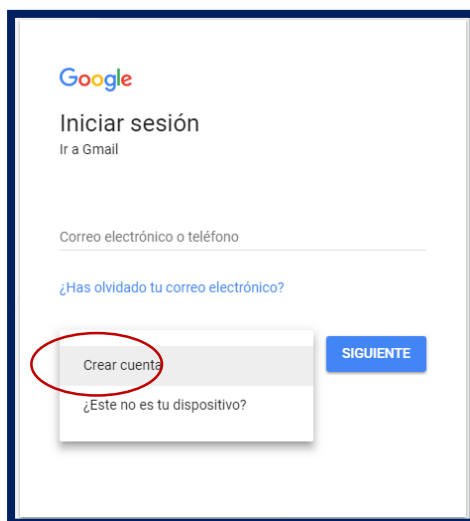 Google
Iniciar sesión
Ir a Gmail
Correo electrónico o teléfono
¿Has olvidado tu correo electrónico?
Crear cuenta
SIGUIENTE
¿Este no es tu dispositivo?